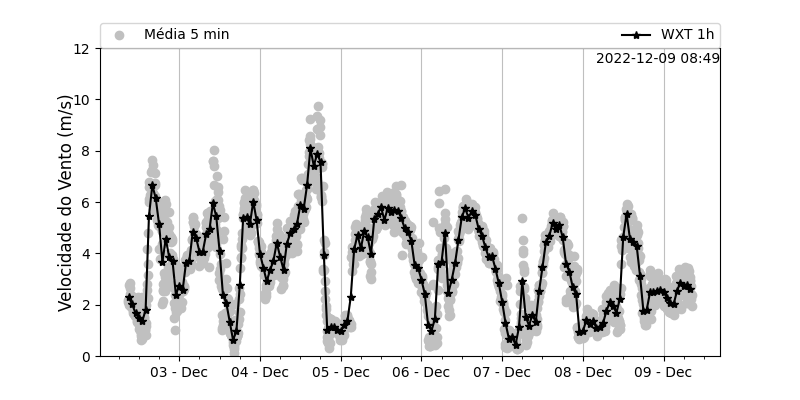 Média 5 min
WXT 1h
2022-12-09 08:49
Velocidade do Vento (m/s)
12
10
8
6
4
2
0
03 - Dec
04 - Dec
05 - Dec
06 - Dec
07 - Dec
08 - Dec
09 - Dec